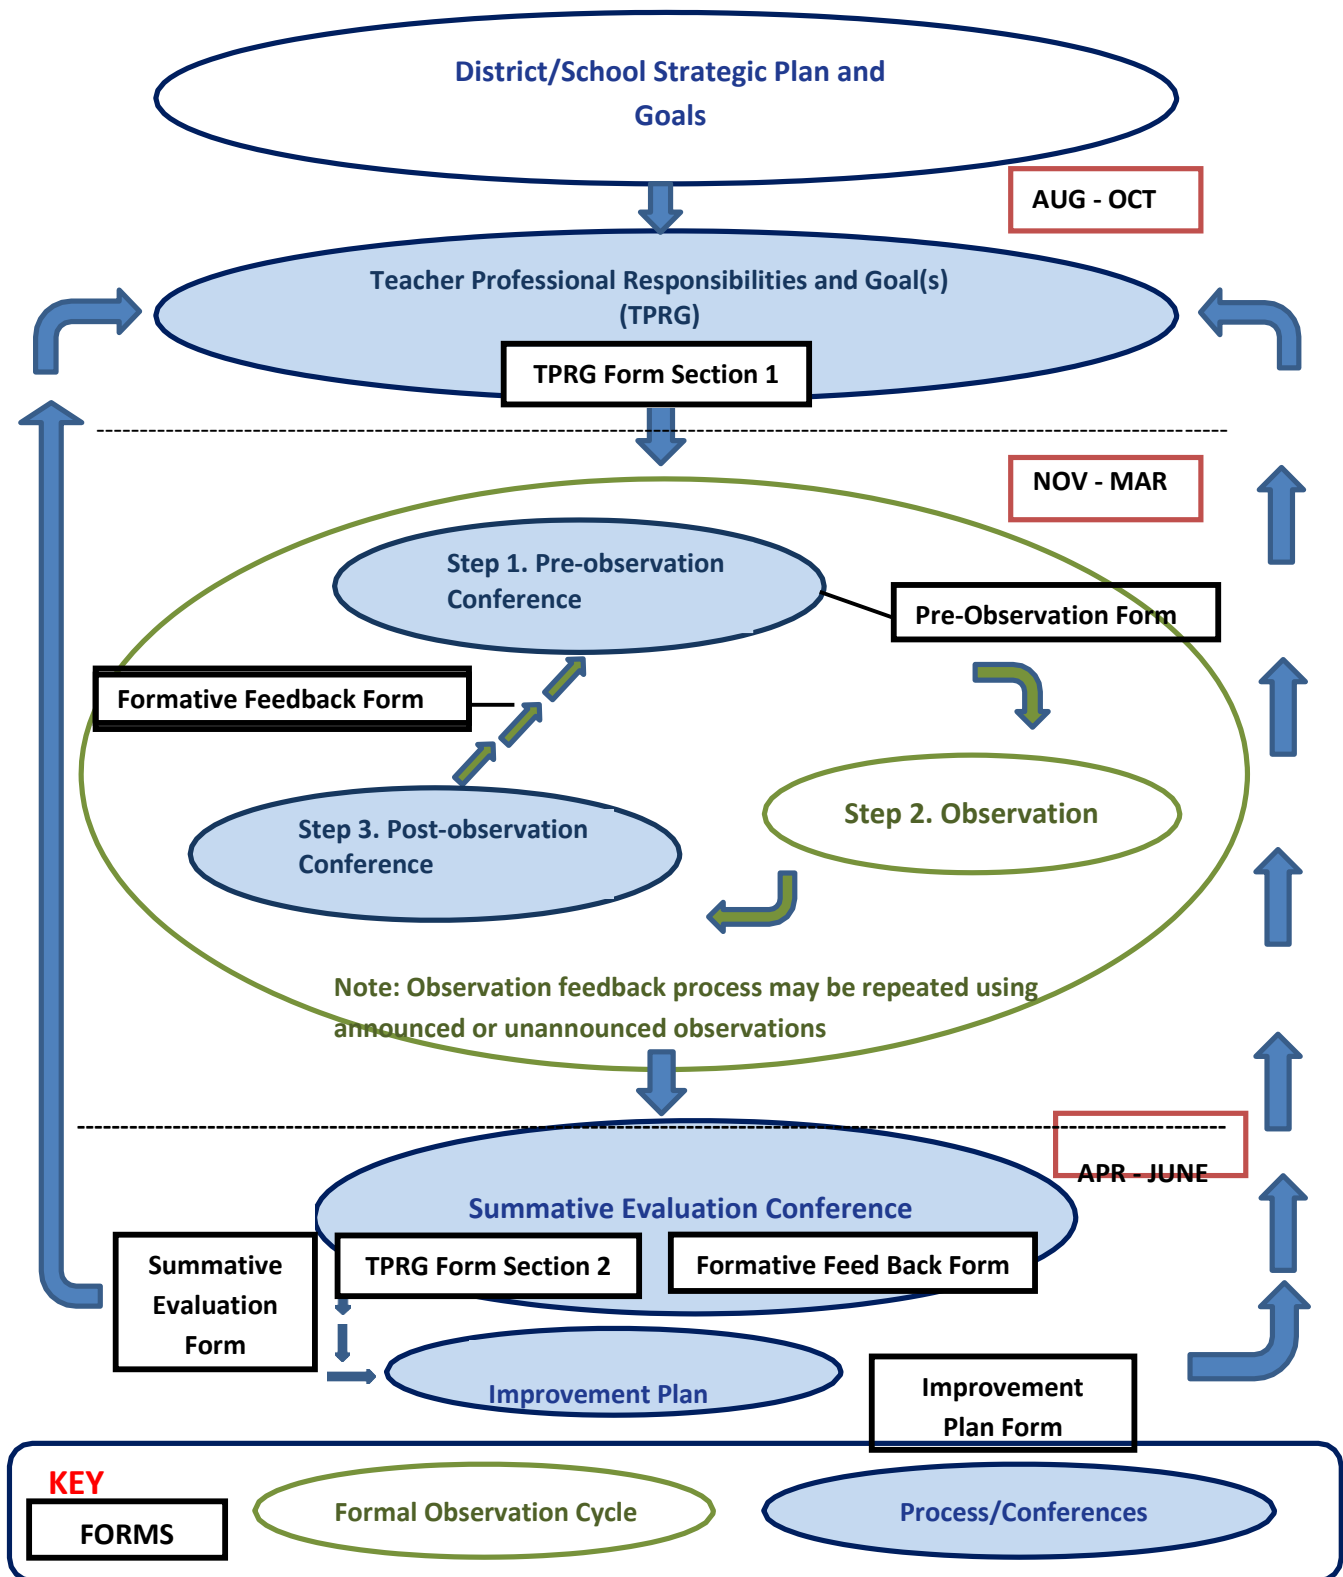 District/School Strategic Plan and
Goals
AUG - OCT
Teacher Professional Responsibilities and Goal(s)
(TPRG)
TPRG Form Section 1
NOV - MAR
Step 1. Pre-observation
Conference
Pre-Observation Form
Formative Feedback Form
Step 2. Observation
Step 3. Post-observation
Conference
Note: Observation feedback process may be repeated using
announced or unannounced observations
APR - JUNE
Summative Evaluation Conference
Summative
Evaluation
Form
TPRG Form Section 2
Formative Feed Back Form
Improvement Plan
Improvement
Plan Form
KEY
FORMS
Formal Observation Cycle
Process/Conferences